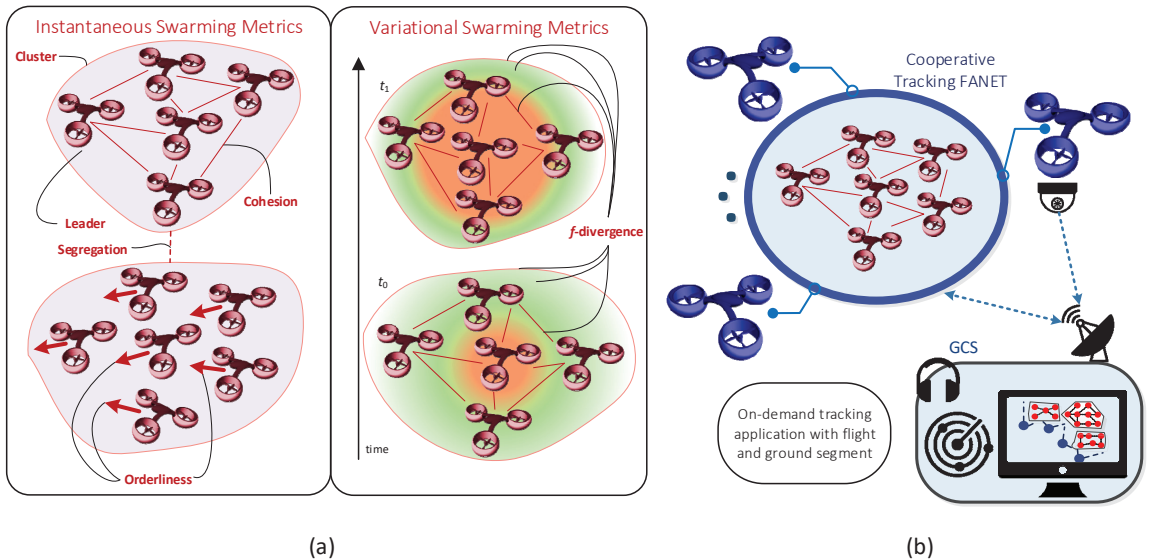 Instantaneous Swarming Metrics
Cluster
Leader
Cohesion
Segregation
Orderliness
Variational Swarming Metrics
t1
f-divergence
t0
time
(a)
Cooperative
Tracking FANET
GCS
On-demand tracking
application with flight
and ground segment
(b)